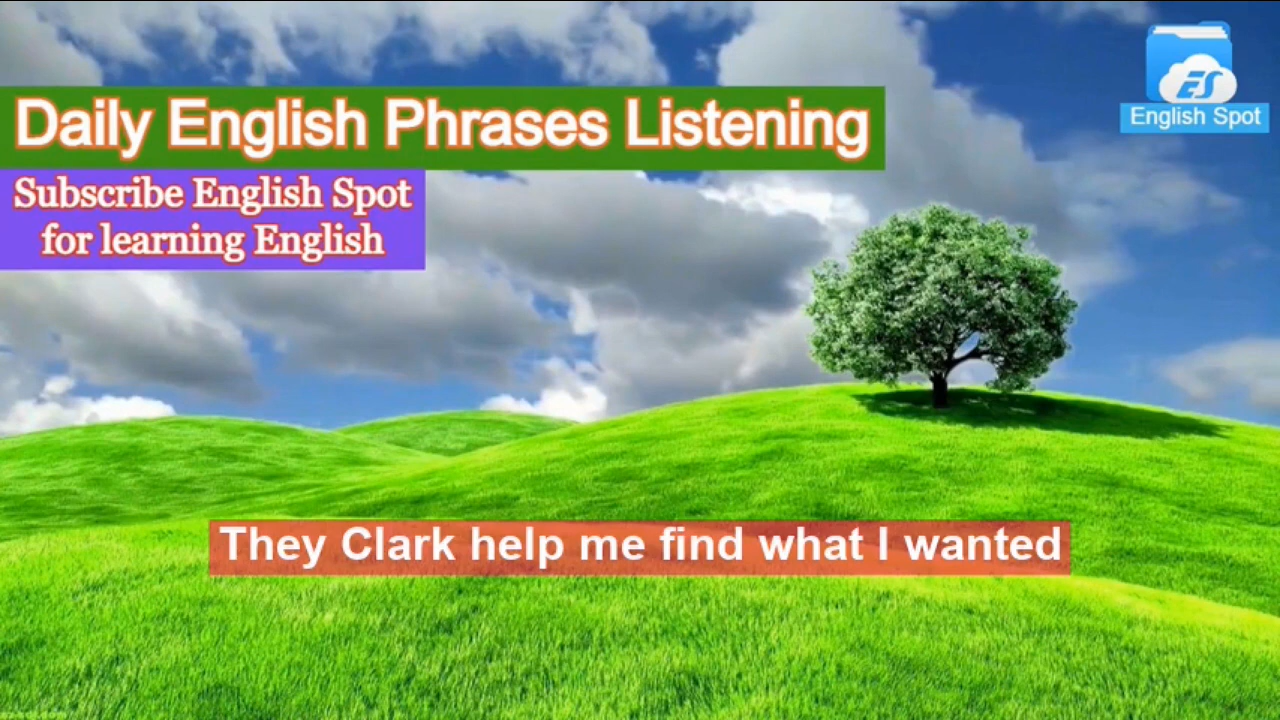 Daily English Phrases Listening
Subscribe English Spot
for learning English
ES
English Spot
They Clark help me find what I wanted